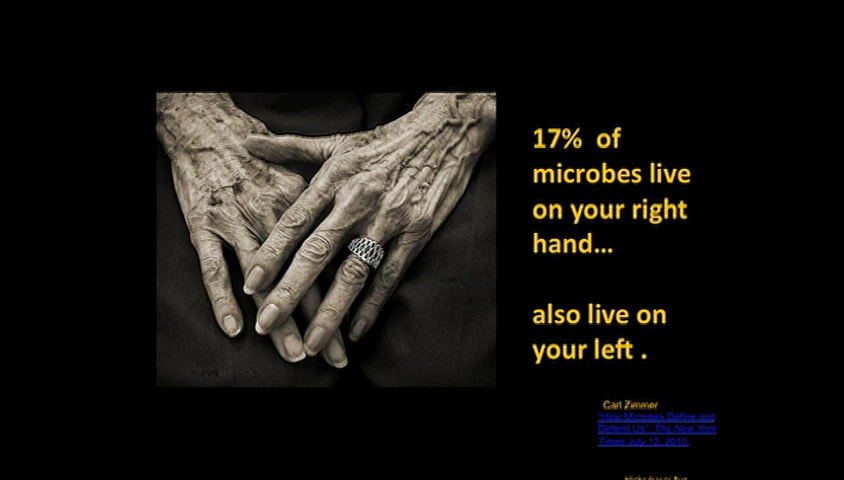 17% of
microbes live
on your right
hand…
also live on
your left .
Carl Zimmer
"How Microbes Define and
Defend Us". The New York
Times July 12, 2010.